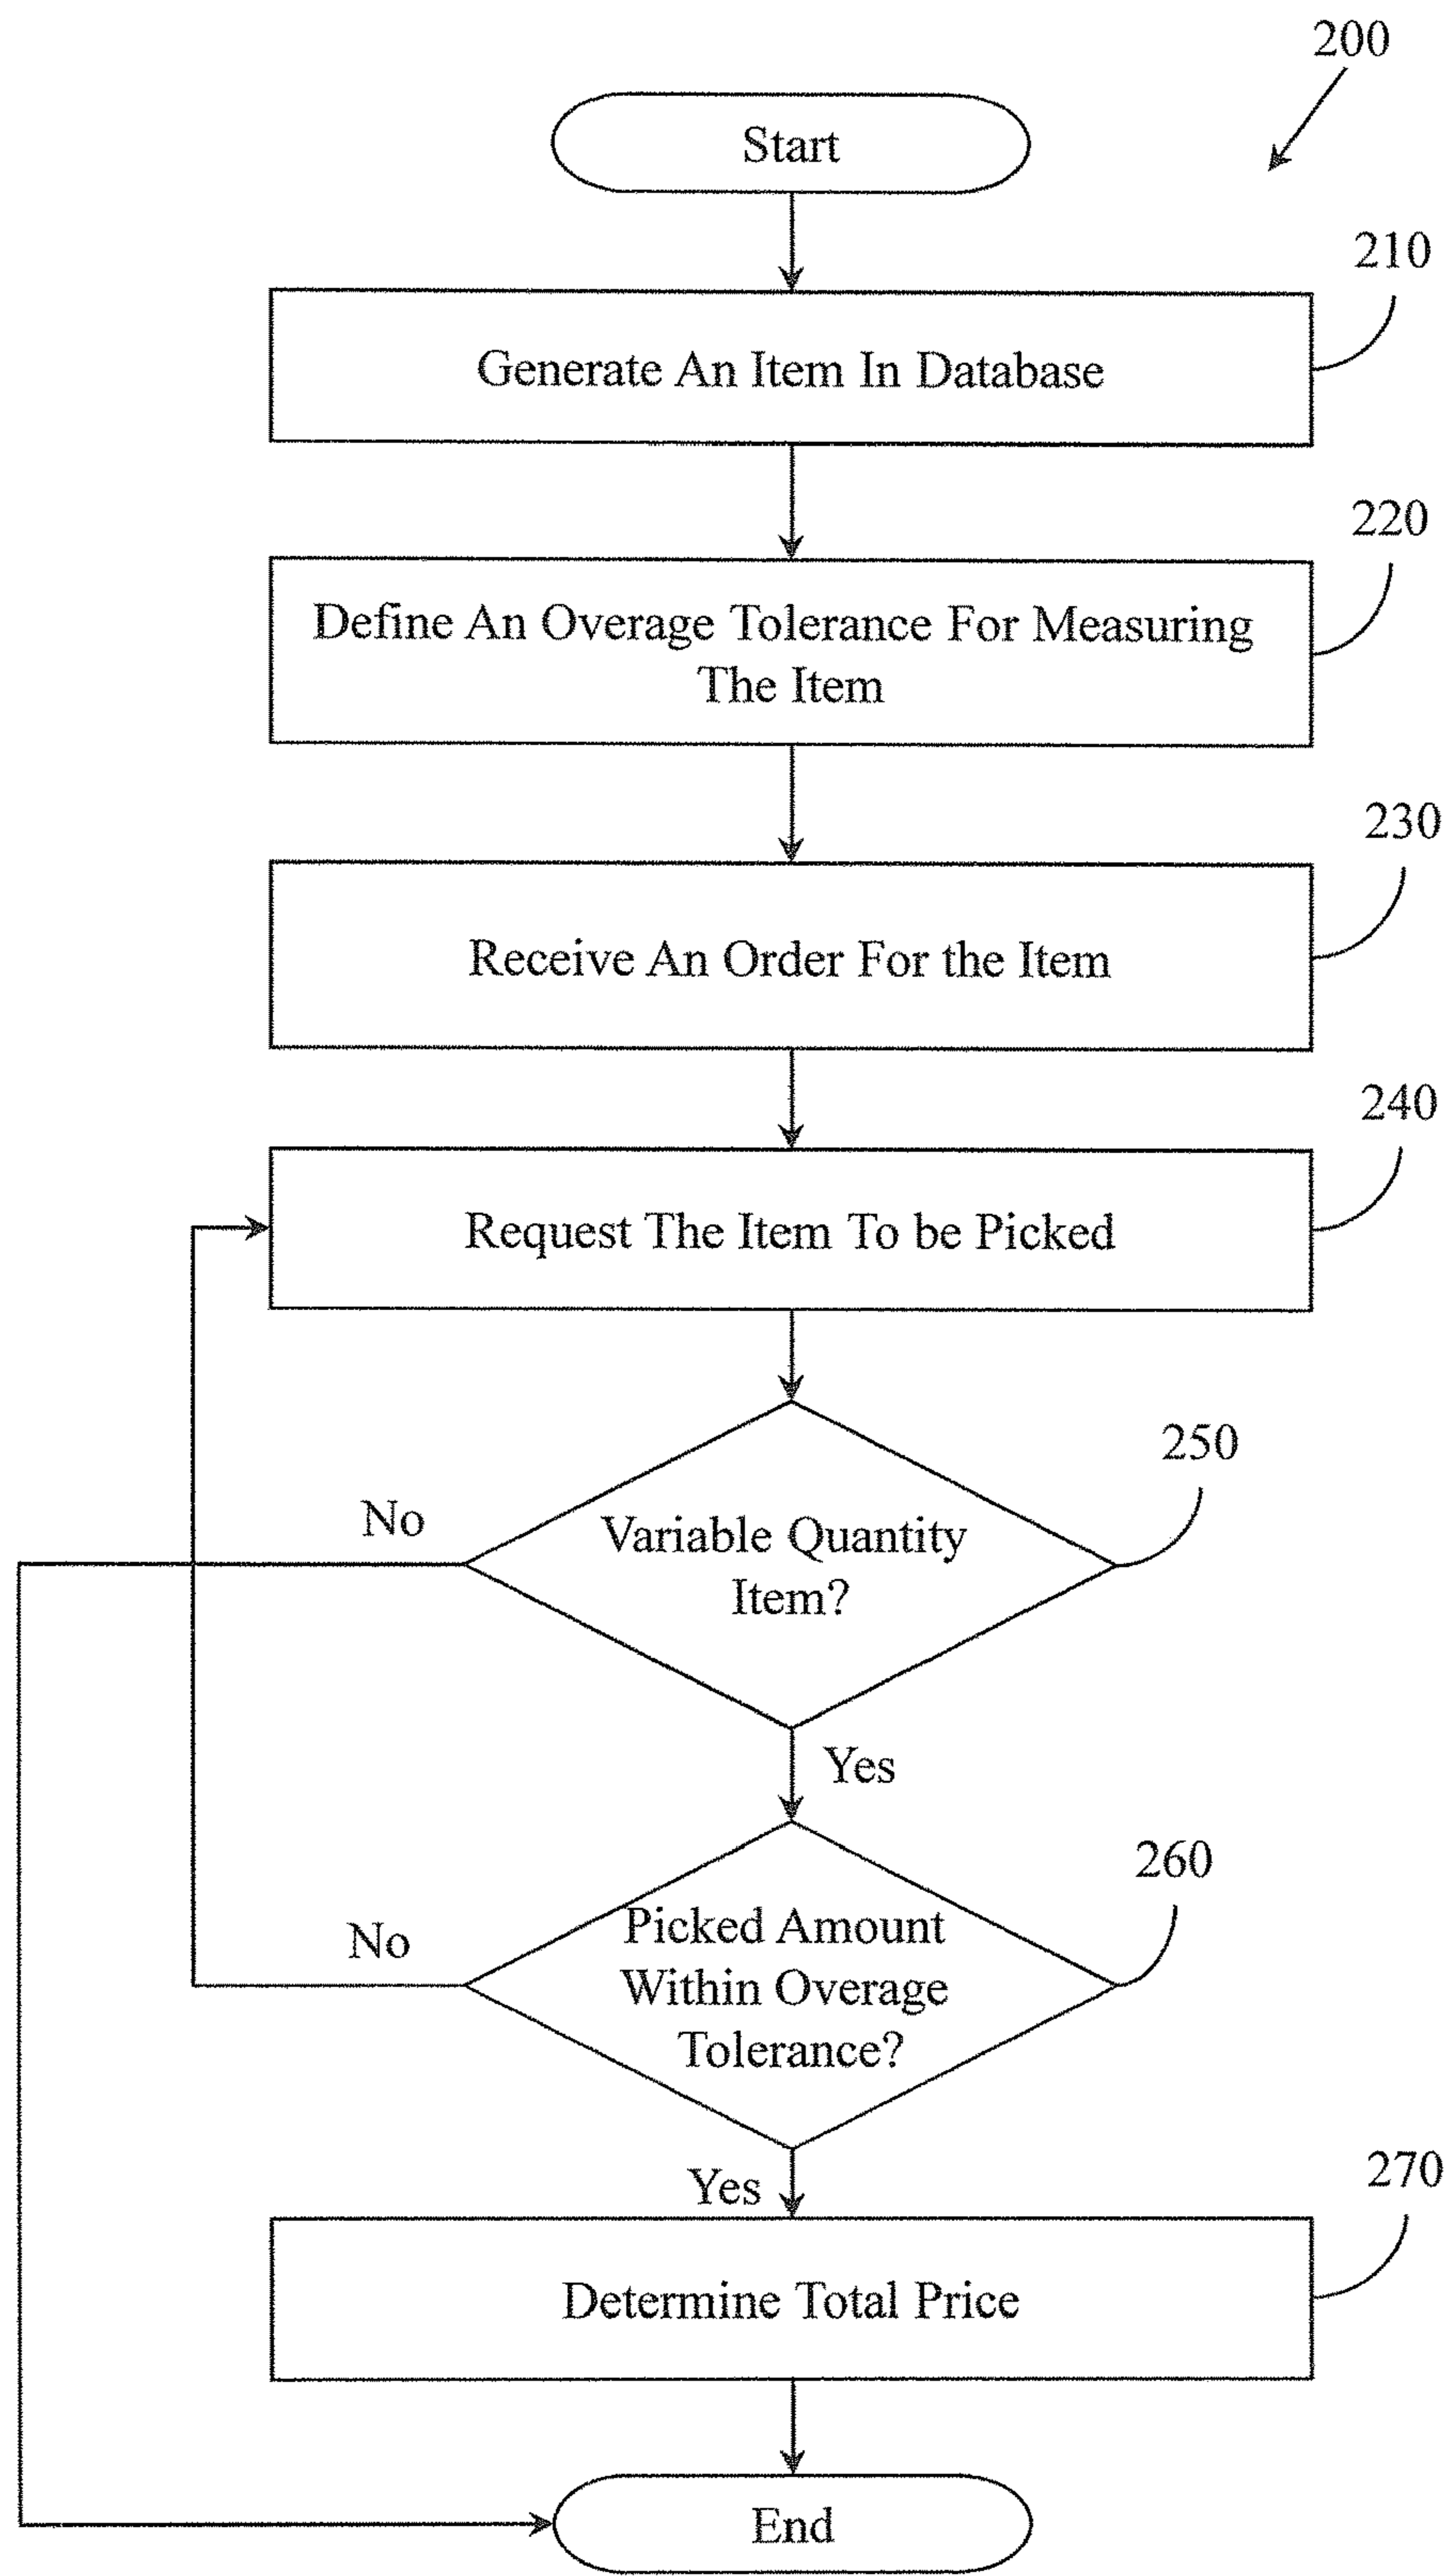 200
Start
210
Generate An Item In Database
220
Define An Overage Tolerance For Measuring
The Item
230
Receive An Order For the Item
240
Request The Item To be Picked
250
No
Variable Quantity
Item?
Yes
260
No
Picked Amount
Within Overage
Tolerance?
Yes
270
Determine Total Price
End